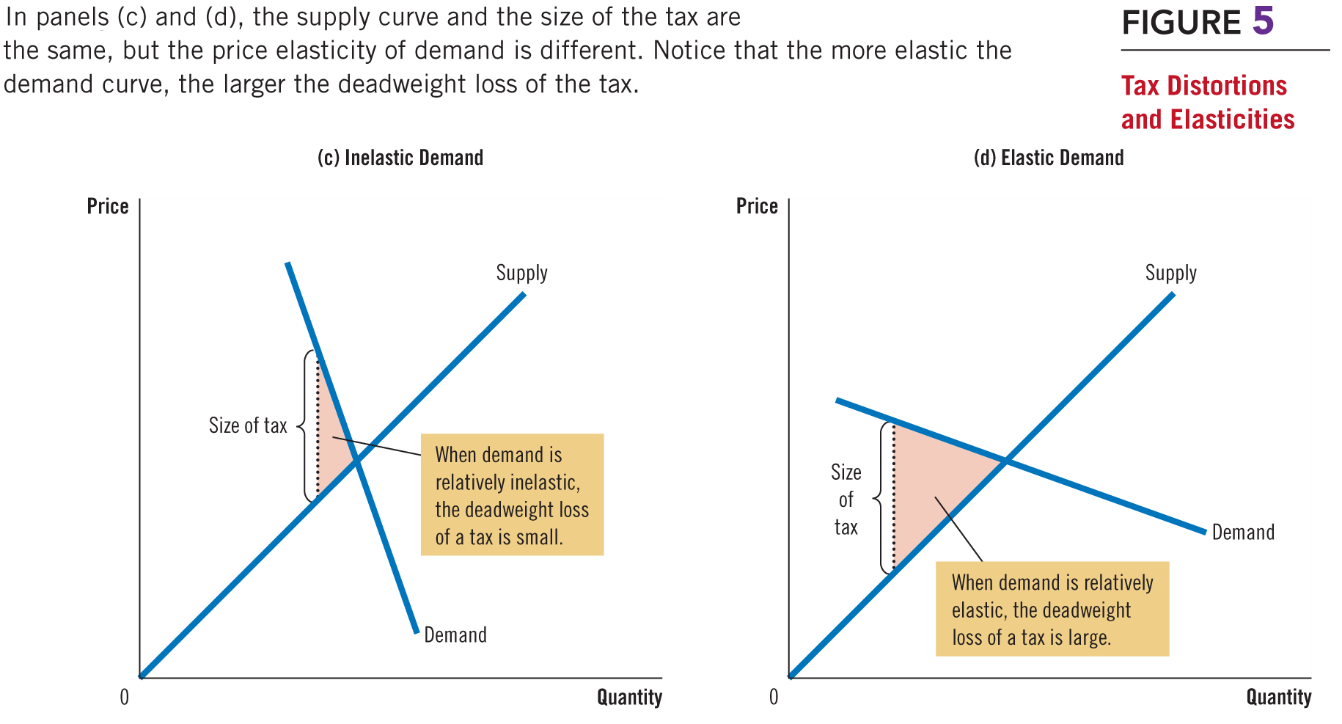 In panels (c) and (d), the supply curve and the size of the tax are
the same, but the price elasticity of demand is different. Notice that the more elastic the
demand curve, the larger the deadweight loss of the tax.
FIGURE 5
Tax Distortions
and Elasticities
(c) Inelastic Demand
Price
Supply
Size of tax
When demand is
relatively inelastic,
the deadweight loss
of a tax is small.
Demand
0
Quantity
(d) Elastic Demand
Price
Supply
Size
of
tax
Demand
When demand is relatively
elastic, the deadweight
loss of a tax is large.
0
Quantity